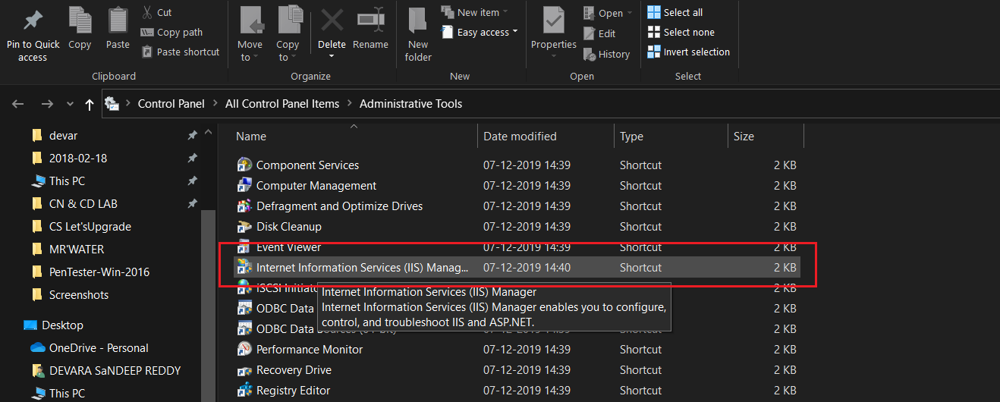 Pin to Quick access
Copy
Paste
Cut
Copy path
Paste shortcut
Clipboard
Move to
Copy to
Delete
Rename
Organize
New folder
New item
Easy access
New
Properties
Open
Edit
History
Open
Select all
Select none
Invert selection
Select
Control Panel > All Control Panel Items > Administrative Tools
devar
2018-02-18
This PC
CN & CD LAB
CS Let'sUpgrade
MR'WATER
PenTester-Win-2016
Screenshots
Desktop
OneDrive - Personal
DEVARA SaNDEEP REDDY
This PC
Name Date modified Type Size
Component Services 07-12-2019 14:39 Shortcut 2 KB
Computer Management 07-12-2019 14:39 Shortcut 2 KB
Defragment and Optimize Drives 07-12-2019 14:39 Shortcut 2 KB
Disk Cleanup 07-12-2019 14:39 Shortcut 2 KB
Event Viewer 07-12-2019 14:39 Shortcut 2 KB
Internet Information Services (IIS) Manag... 07-12-2019 14:40 Shortcut 2 KB
iSCSI 2 KB
Internet Information Services (IIS) Manager
Internet Information Services (IIS) Manager enables you to configure,
control, and troubleshoot IIS and ASP.NET.
ODBC Data 2 KB
ODBC Data 07-12-2019 14:39 Shortcut 2 KB
Performance Monitor 07-12-2019 14:39 Shortcut 2 KB
Recovery Drive 07-12-2019 14:39 Shortcut 2 KB
Registry Editor 07-12-2019 14:39 Shortcut 2 KB